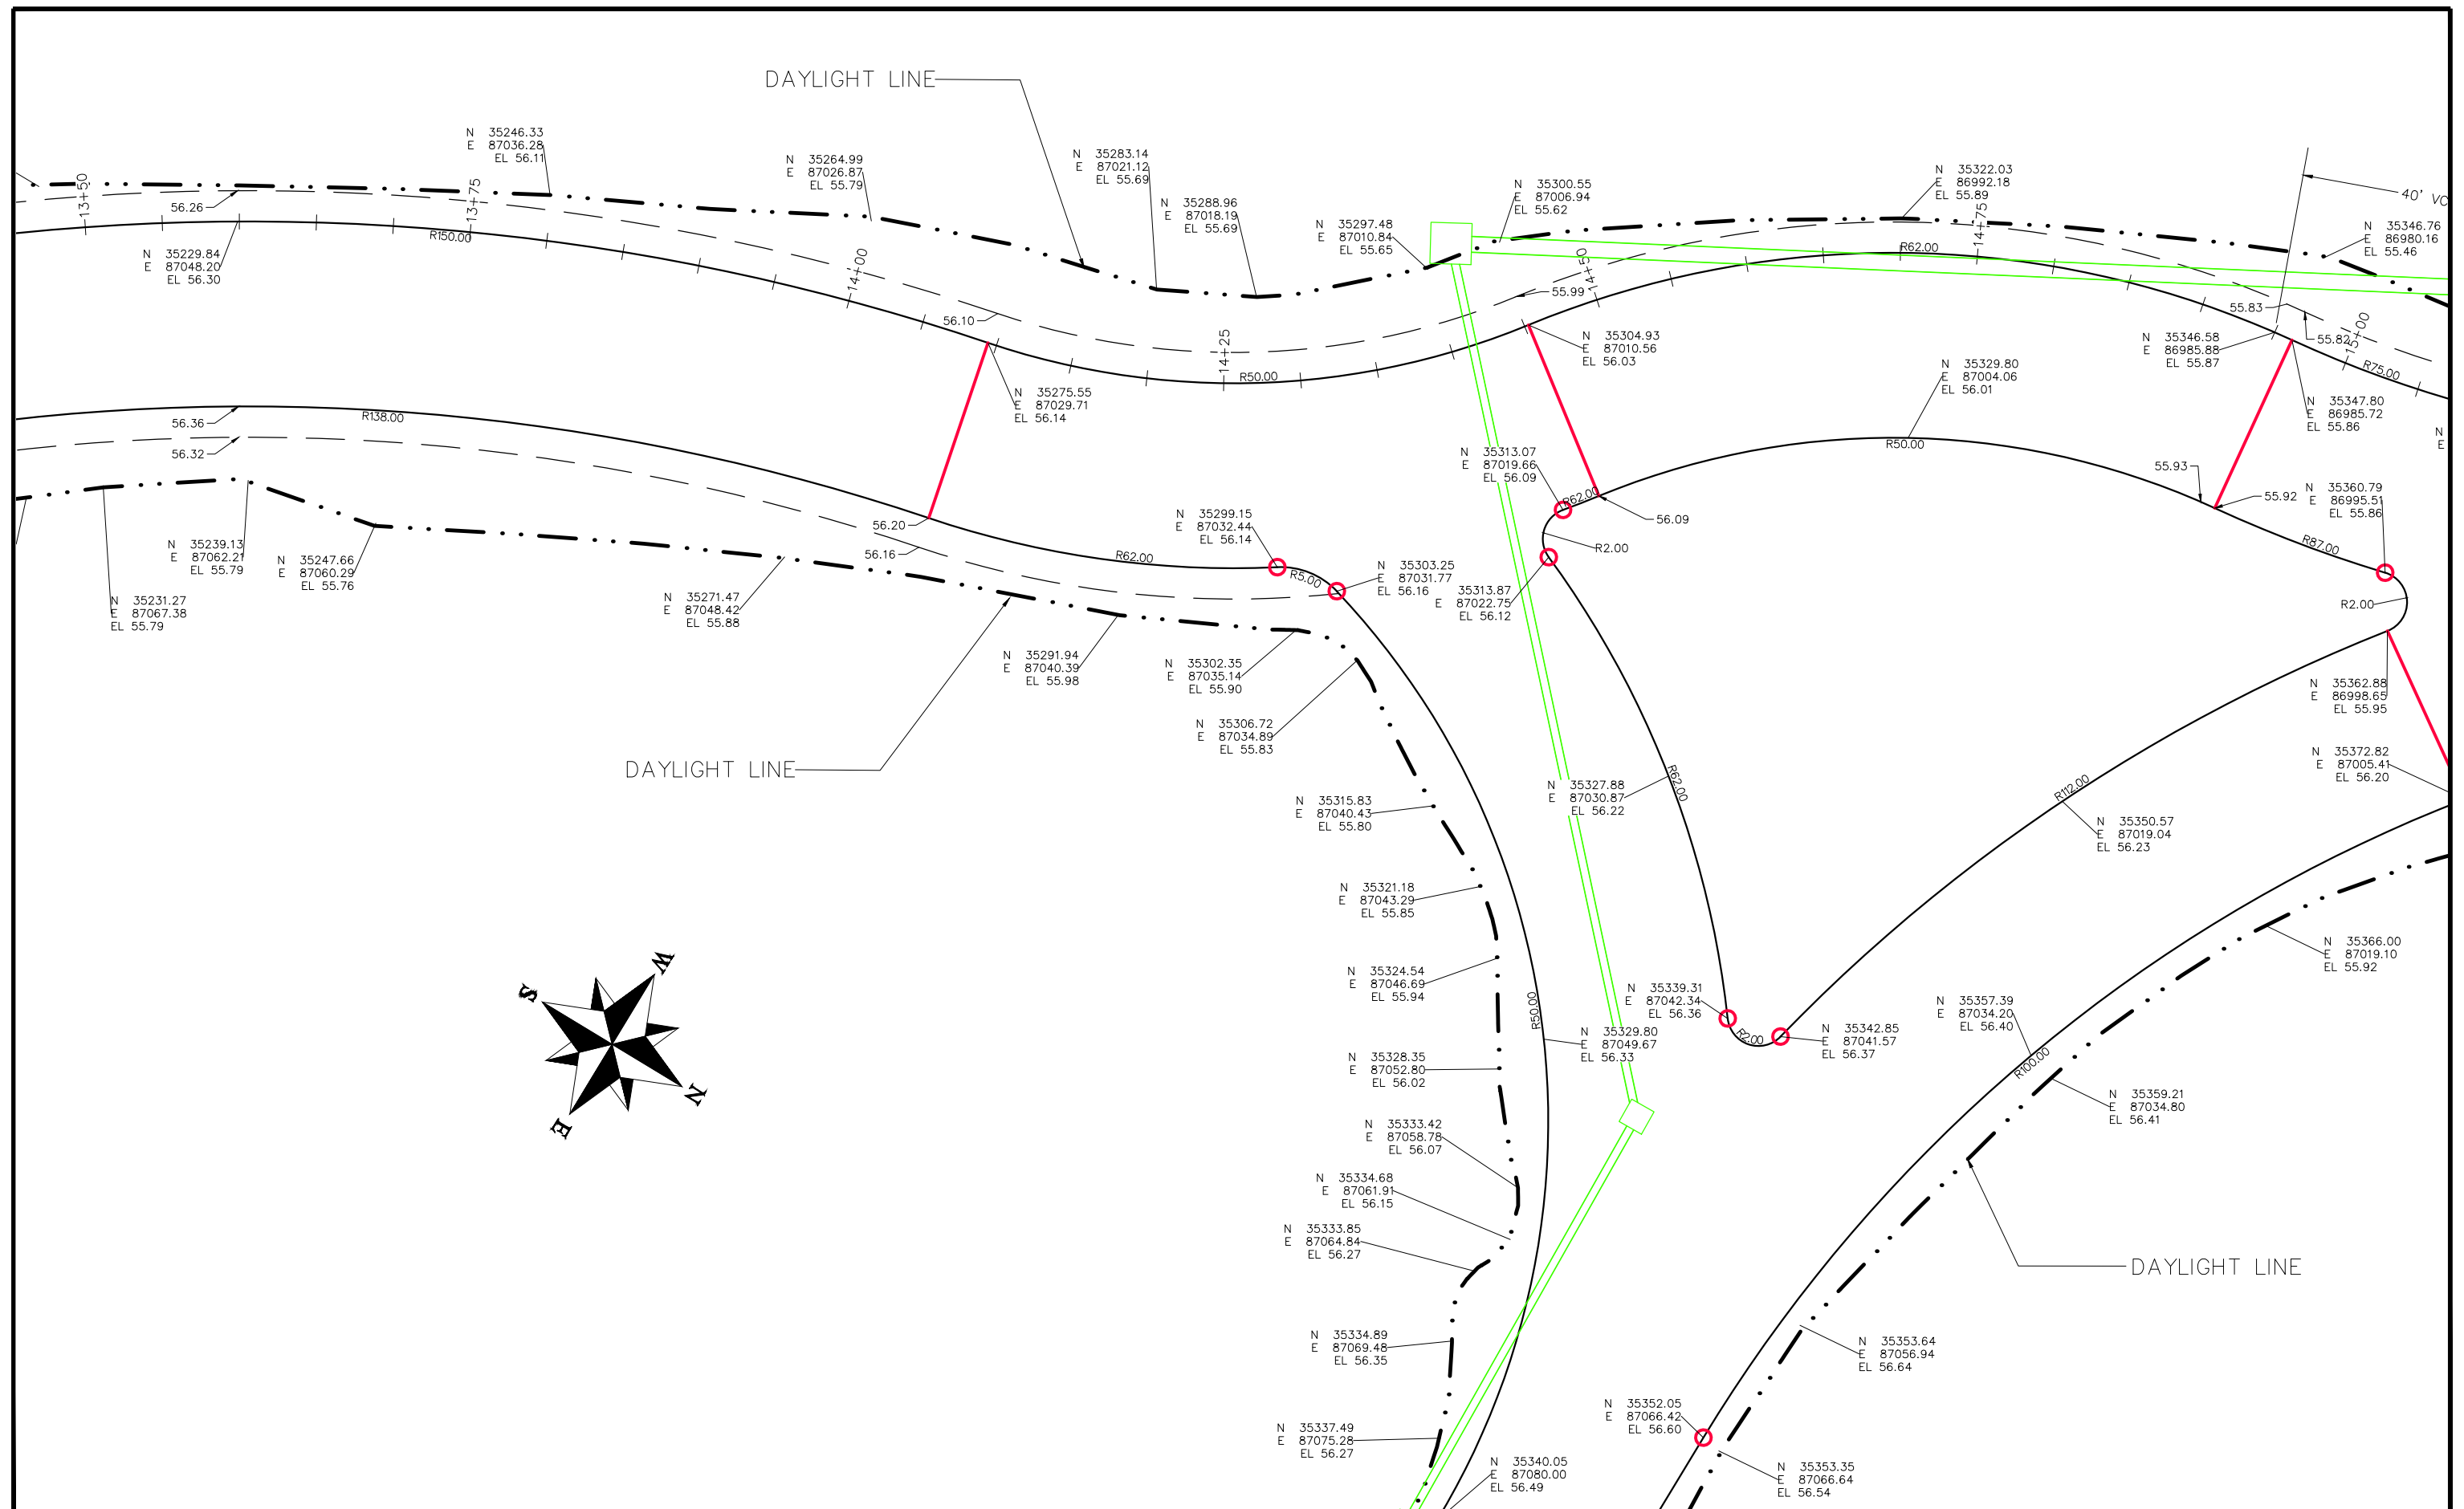 DAYLIGHT LINE
N 35246.33
E 87036.28
EL 56.11
N 35264.99
E 87026.87
EL 55.79
N 35283.14
E 87021.12
EL 55.69
N 35288.96
E 87018.19
EL 55.69
N 35297.48
E 87010.84
EL 55.65
N 35300.55
E 87006.94
EL 55.62
N 35322.03
E 86992.18
EL 55.89
40' VC
N 35346.76
E 86980.16
EL 55.46
13+50
13+75
14+00
14+25
14+50
14+75
15+00
56.26
R150.00
N 35229.84
E 87048.20
EL 56.30
56.10
55.99
R62.00
55.83
55.82
R50.00
R75.00
N 35304.93
E 87010.56
EL 56.03
N 35346.58
E 86985.88
EL 55.87
N 35329.80
E 87004.06
EL 56.01
N 35275.55
E 87029.71
EL 56.14
N 35347.80
E 86985.72
EL 55.86
N
E
56.36
R138.00
56.32
R50.00
N 35313.07
E 87019.66
EL 56.09
R62.00
55.93
55.92
N 35360.79
E 86995.51
EL 55.86
56.09
56.20
N 35299.15
E 87032.44
EL 56.14
R2.00
R87.00
56.16
R62.00
R5.00
N 35239.13
E 87062.21
EL 55.79
N 35247.66
E 87060.29
EL 55.76
N 35303.25
E 87031.77
EL 56.16
N 35313.87
E 87022.75
EL 56.12
R2.00
N 35231.27
E 87067.38
EL 55.79
N 35271.47
E 87048.42
EL 55.88
N 35291.94
E 87040.39
EL 55.98
N 35302.35
E 87035.14
EL 55.90
N 35362.88
E 86998.65
EL 55.95
N 35306.72
E 87034.89
EL 55.83
DAYLIGHT LINE
N 35372.82
E 87005.41
EL 56.20
N 35327.88
E 87030.87
EL 56.22
R62.00
R112.00
N 35315.83
E 87040.43
EL 55.80
N 35350.57
E 87019.04
EL 56.23
N 35321.18
E 87043.29
EL 55.85
N 35366.00
E 87019.10
EL 55.92
S
W
N
E
N 35324.54
E 87046.69
EL 55.94
R50.00
N 35339.31
E 87042.34
EL 56.36
N 35357.39
E 87034.20
EL 56.40
N 35329.80
E 87049.67
EL 56.33
R2.00
N 35342.85
E 87041.57
EL 56.37
R100.00
N 35328.35
E 87052.80
EL 56.02
N 35359.21
E 87034.80
EL 56.41
N 35333.42
E 87058.78
EL 56.07
N 35334.68
E 87061.91
EL 56.15
N 35333.85
E 87064.84
EL 56.27
DAYLIGHT LINE
N 35334.89
E 87069.48
EL 56.35
N 35353.64
E 87056.94
EL 56.64
N 35352.05
E 87066.42
EL 56.60
N 35337.49
E 87075.28
EL 56.27
N 35340.05
E 87080.00
EL 56.49
N 35353.35
E 87066.64
EL 56.54